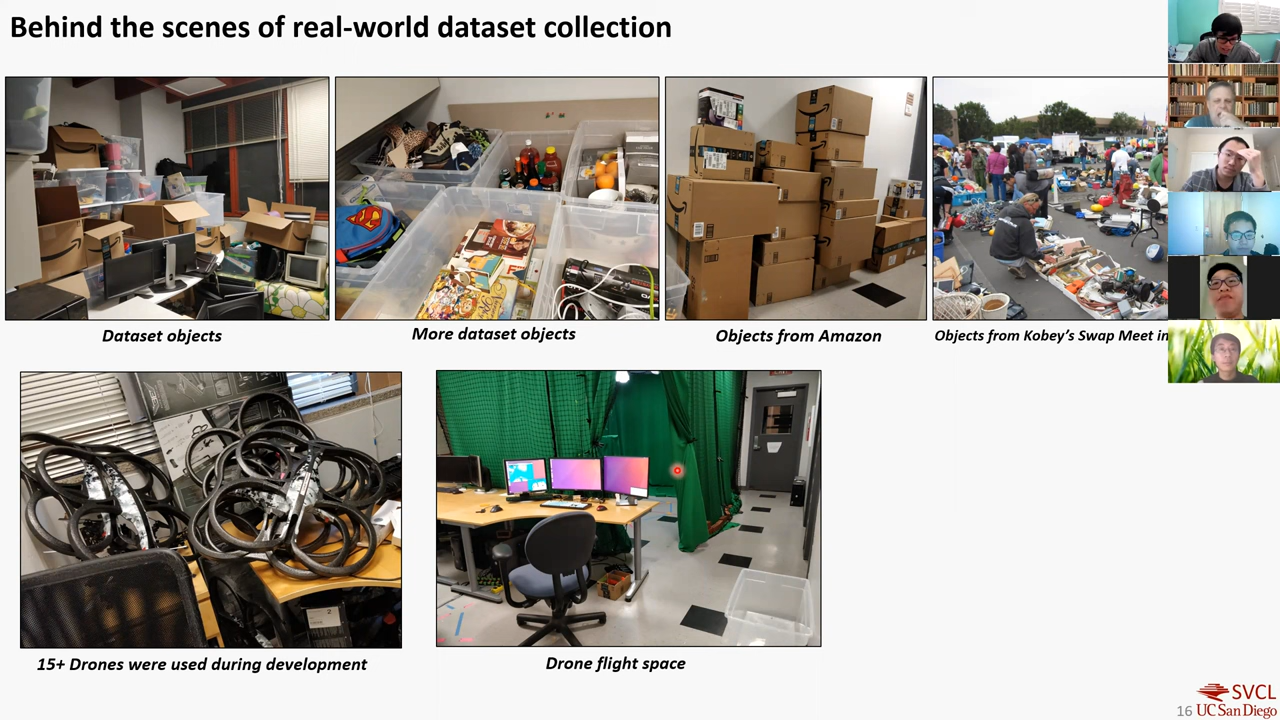 Behind the scenes of real-world dataset collection
Dataset objects
More dataset objects
Objects from Amazon
Objects from Kobey's Swap Meet in
15+ Drones were used during development
Drone flight space
SVCL
16 UC San Diego